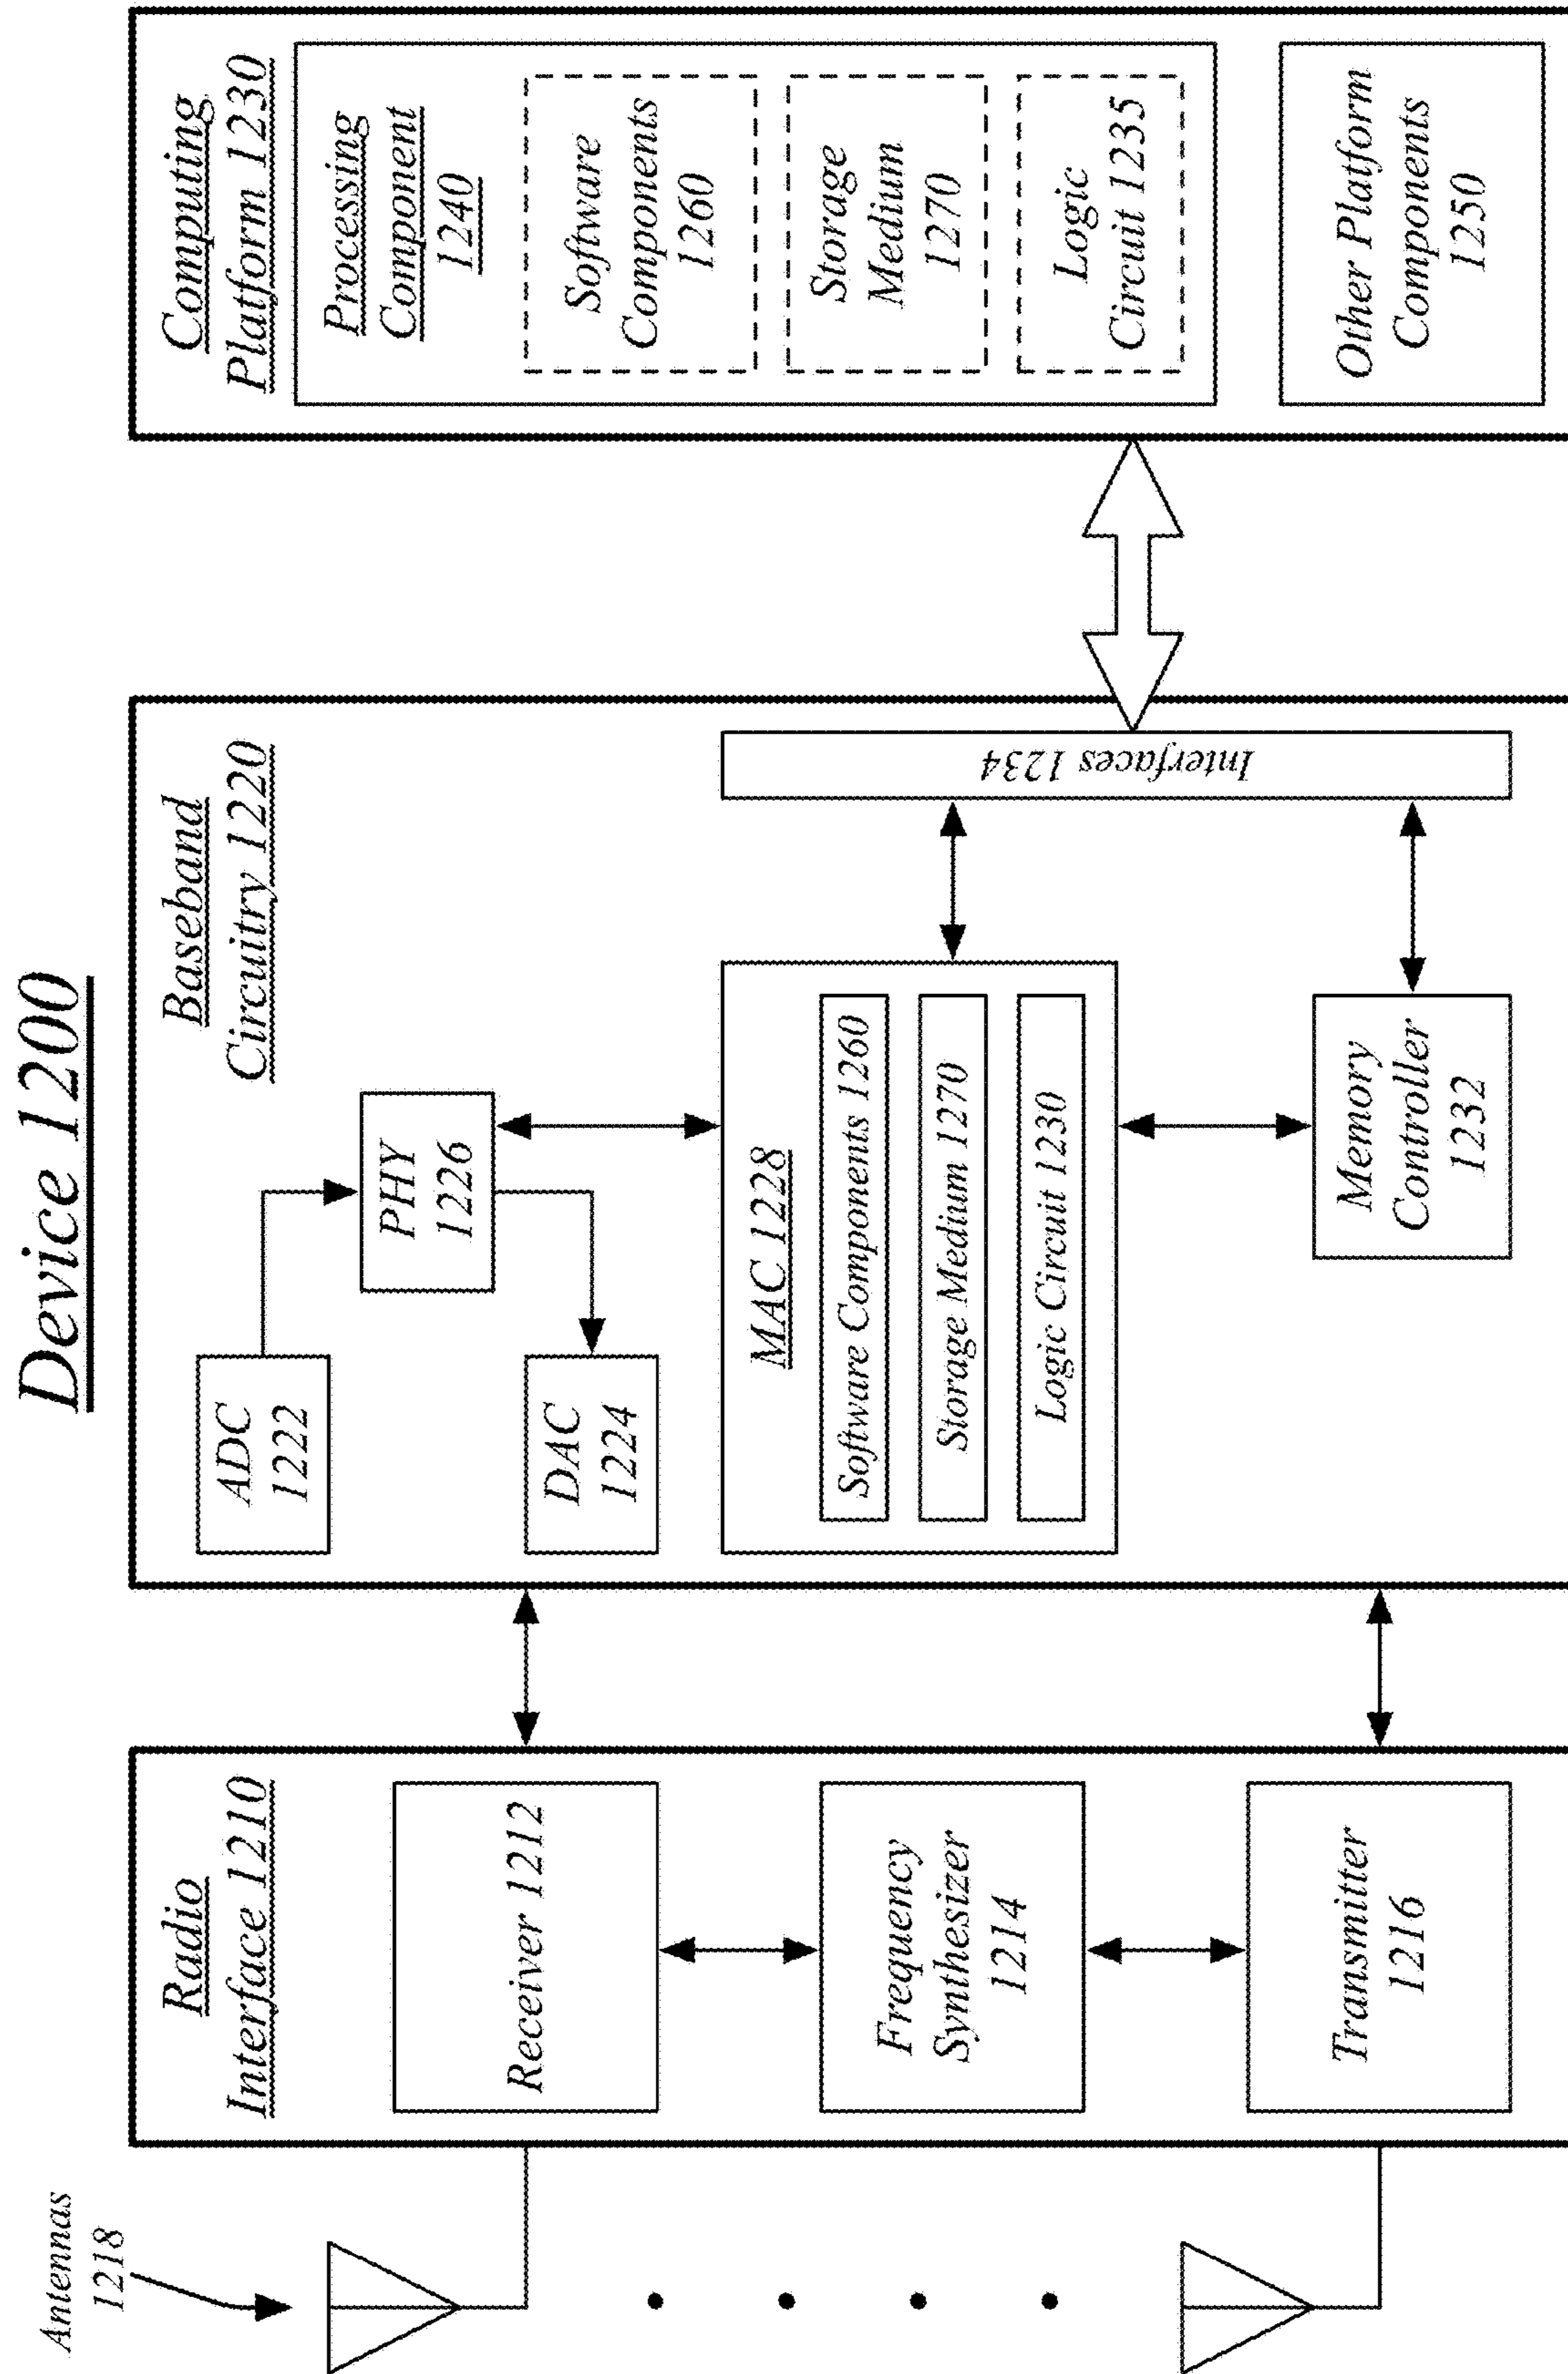 Device 1200
Antennas
1218
Radio
Interface 1210
Receiver 1212
Frequency
Synthesizer
1214
Transmitter
1216
Baseband
Circuitry 1220
ADC
1222
PHY
1226
DAC
1224
MAC 1228
Software Components 1260
Storage Medium 1270
Logic Circuit 1230
Memory
Controller
1232
Interfaces 1234
Computing
Platform 1230
Processing
Component
1240
Software
Components
1260
Storage
Medium
1270
Logic
Circuit 1235
Other Platform
Components
1250